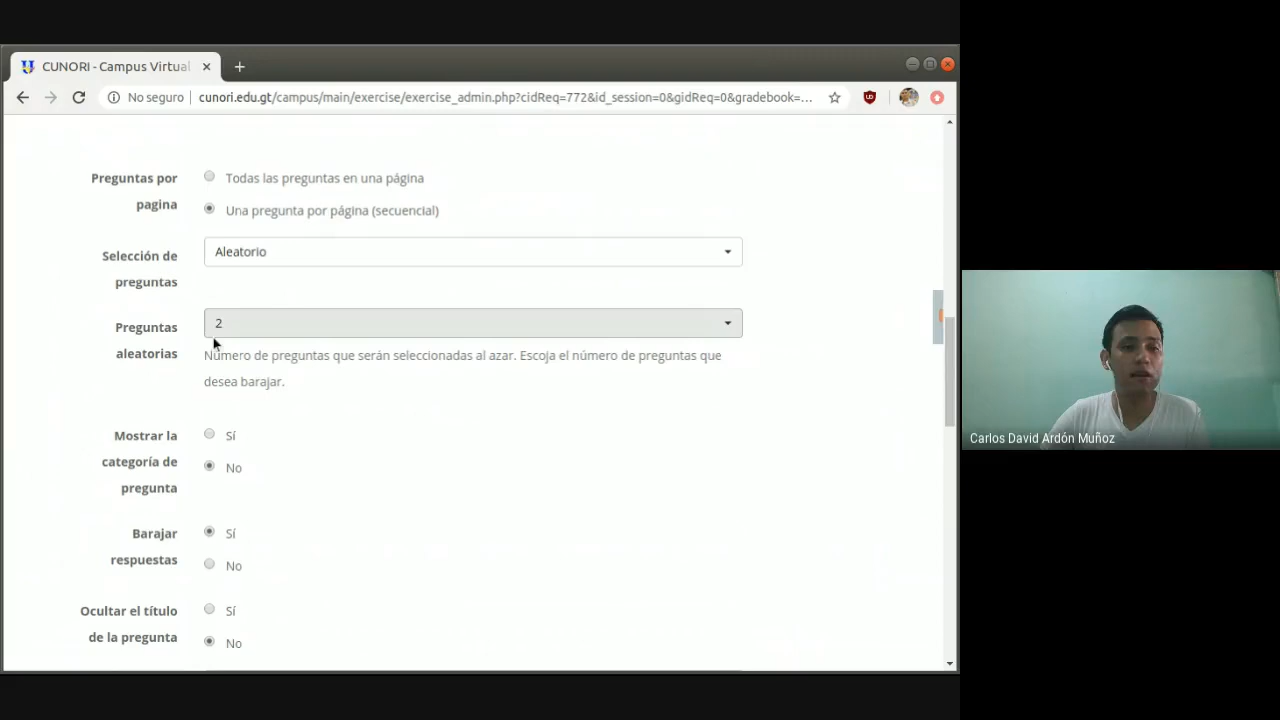 CUNORI - Campus Virtual
No seguro
cunori.edu.gt/campus/main/exercise/exercise_admin.php?cidReq=772&id_session=0&gidReq=0&gradebook=...
Preguntas por
pagina
Todas las preguntas en una página
Una pregunta por página (secuencial)
Selección de
preguntas
Aleatorio
Preguntas
aleatorias
2
Número de preguntas que serán seleccionadas al azar. Escoja el número de preguntas que
desea barajar.
Mostrar la
categoría de
pregunta
Sí
No
Barajar
respuestas
Sí
No
Ocultar el título
de la pregunta
Sí
No
Carlos David Ardón Muñoz